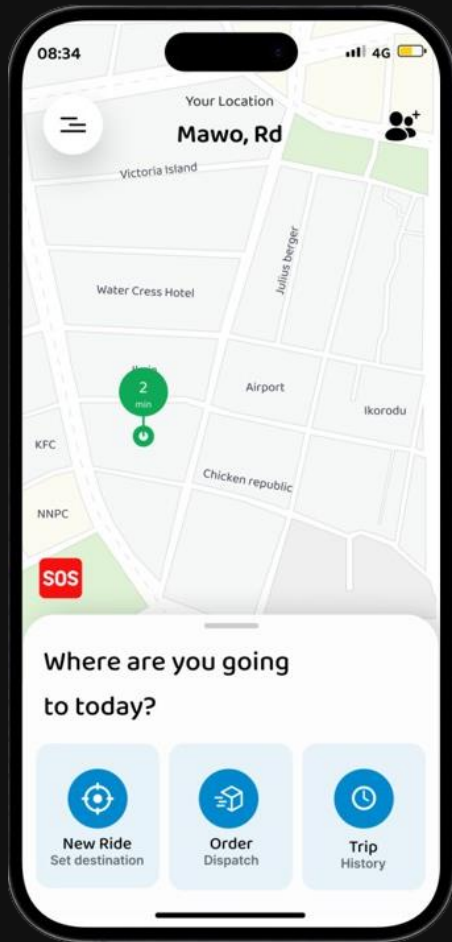 08:34
4G
Your Location
Mawo, Rd
Victoria Island
Julius berger
Water Cress Hotel
2
min
Airport
Ikorodu
KFC
Chicken republic
NNPC
SOS
Where are you going
to today?
New Ride
Set destination
Order
Dispatch
Trip
History